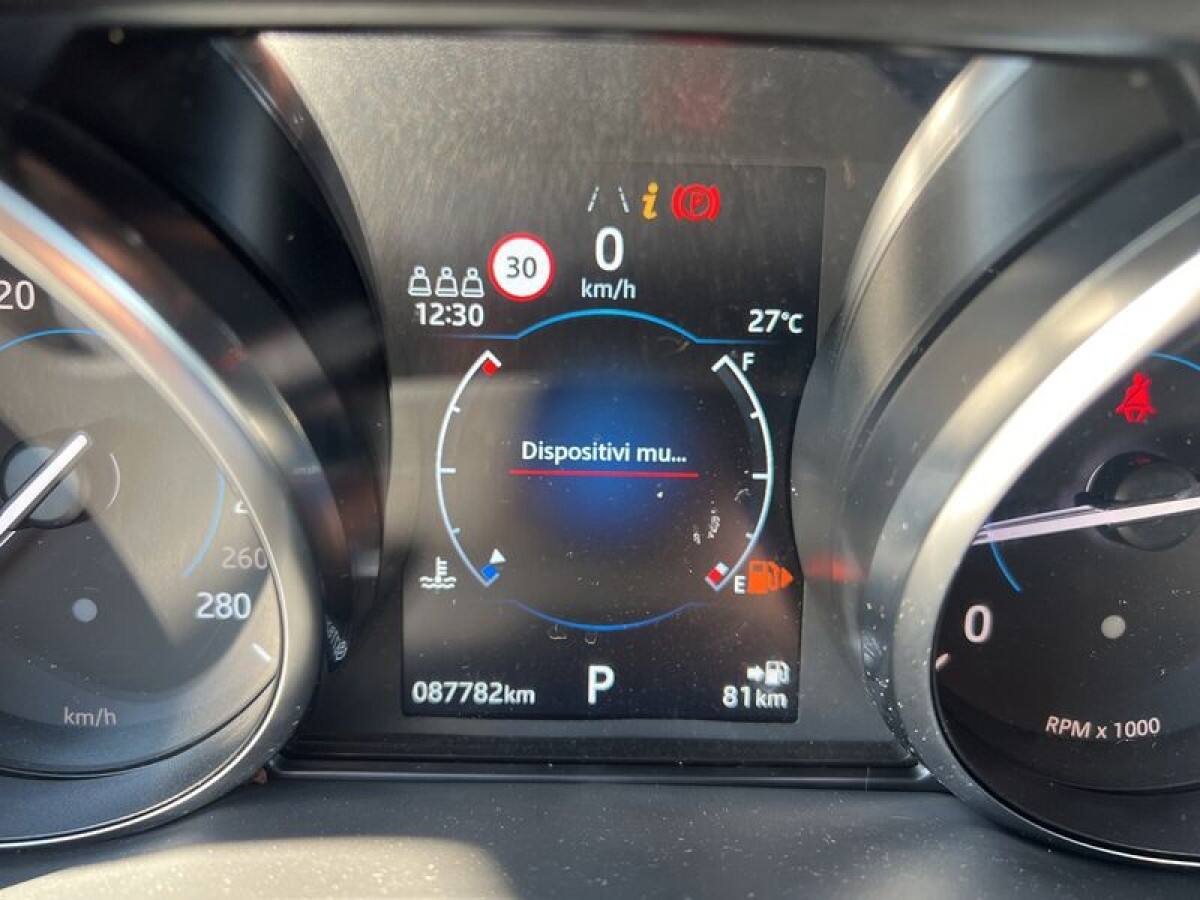 0
km/h
30
12:30
27°C
F
Dispositivi mu...
E
087782km
P
81km
20
260
280
km/h
0
RPM x 1000